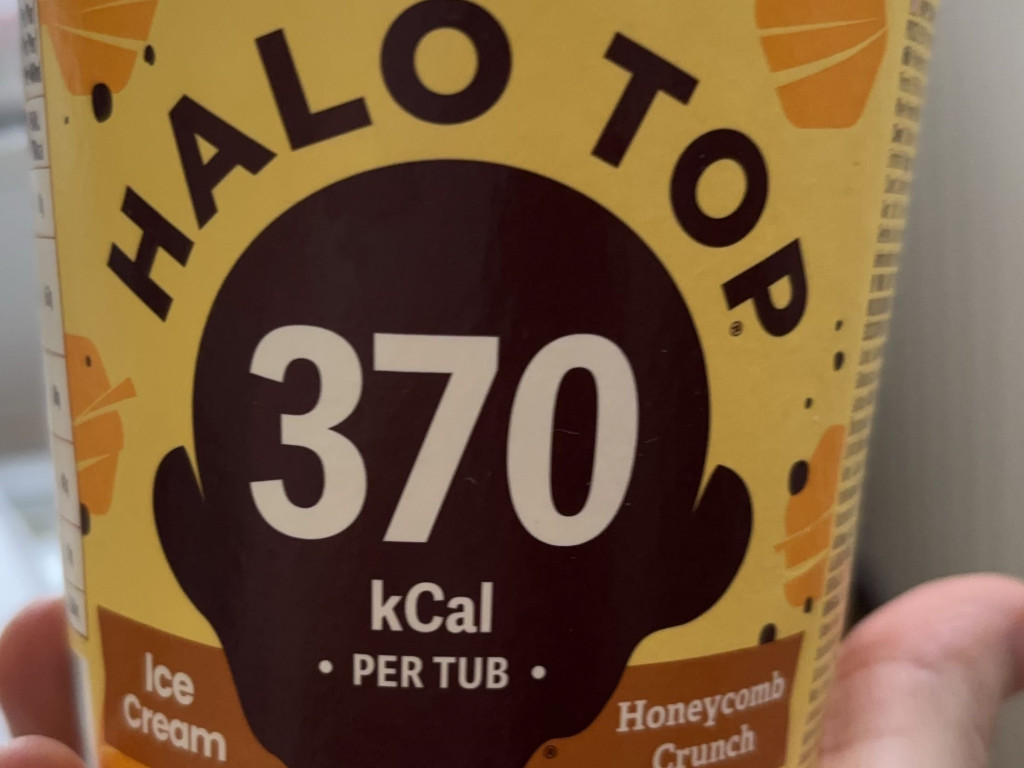 HALO TOP®
370
kCal
• PER TUB •
Ice
Cream
Honeycomb
Crunch
®